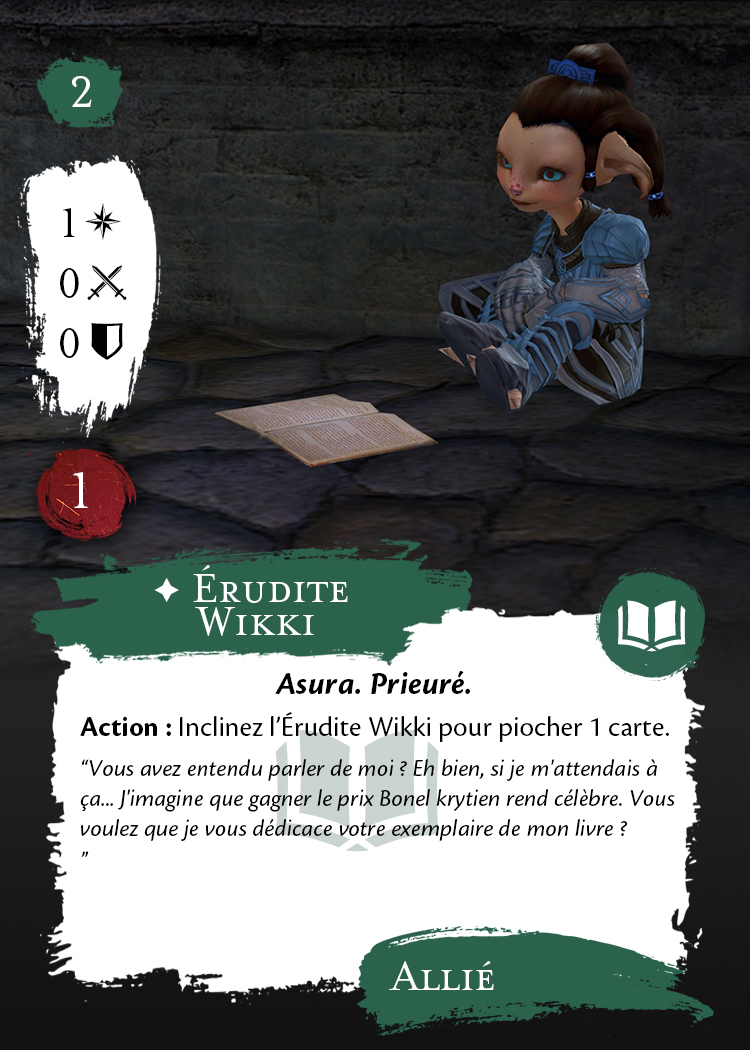 2
1
0
0
1
✦ Érudite
Wikki
Asura. Prieuré.
Action : Inclinez l’Érudite Wikki pour piocher 1 carte.
“Vous avez entendu parler de moi ? Eh bien, si je m'attendais à
ça... J'imagine que gagner le prix Bonel krytien rend célèbre. Vous
voulez que je vous dédicace votre exemplaire de mon livre ?
”
Allié